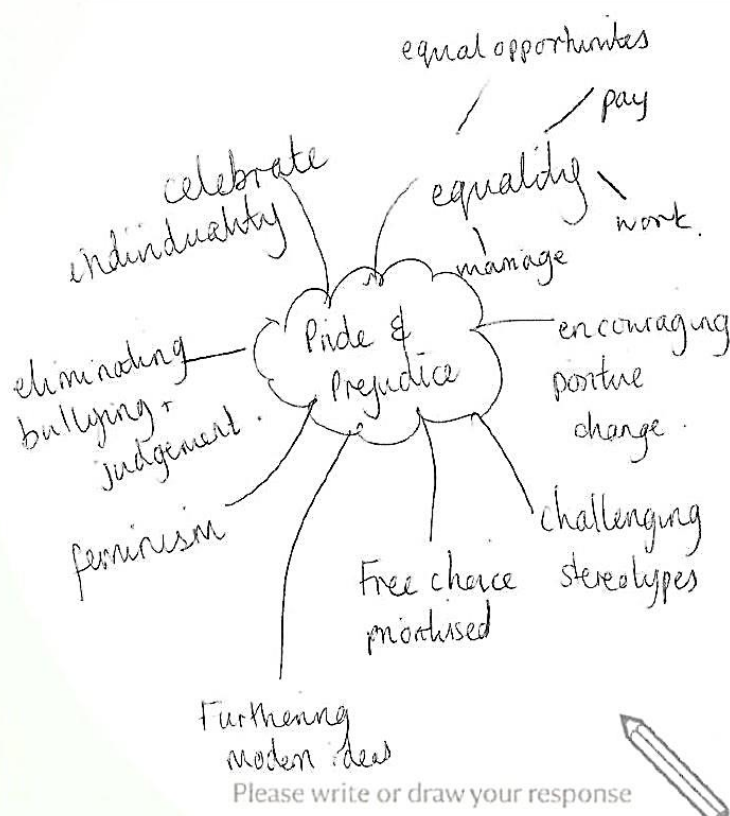 Pride &
Prejudice
equality
equal opportunites
pay
work.
marriage
encouraging
positive
change.
challenging
stereotypes
Free choice
prioritised
Furthering
modern ideas
feminism
eliminating
bullying +
judgement.
celebrate
individuality
Please write or draw your response